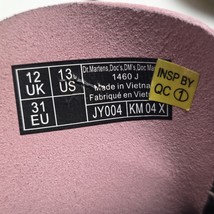 12 UK
13 US
31 EU
Dr.Martens,Doc's,DM's,Doc Mar
1460 J
Made in Vietnam
Fabriqué en Vietn
JY004
KM 04 X
INSP BY
QC 1